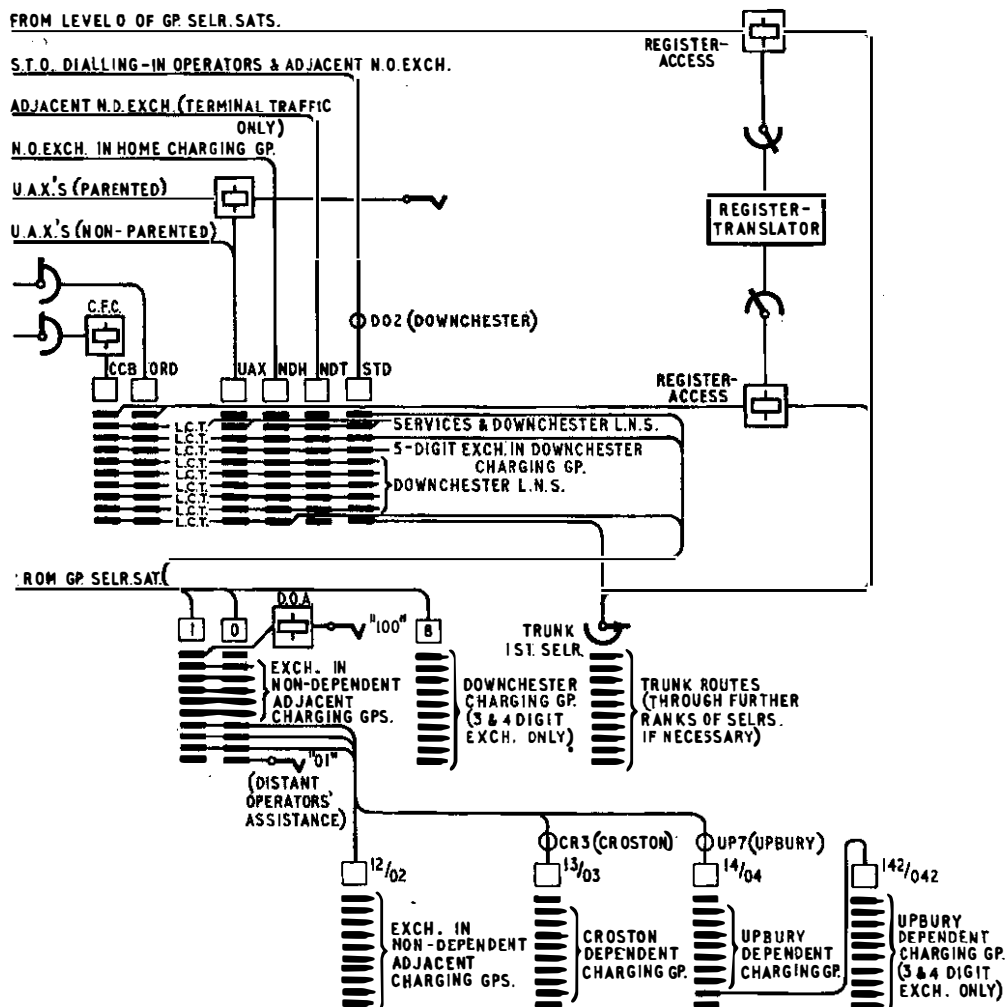 FROM LEVEL 0 OF GP. SELR. SATS.
REGISTER-
ACCESS
S.T.O. DIALLING-IN OPERATORS & ADJACENT N.O.EXCH.
ADJACENT N.D.EXCH.(TERMINAL TRAFFIC
ONLY)
N.O.EXCH. IN HOME CHARGING GP.
U.A.X.'S (PARENTED)
REGISTER-
TRANSLATOR
U.A.X.'S (NON-PARENTED)
C.F.C.
D02 (DOWNCHESTER)
CCB ORD UAX NDH NDT STD
REGISTER-
ACCESS
L.C.T.
SERVICES & DOWNCHESTER L.N.S.
L.C.T.
L.C.T.
5-DIGIT EXCH. IN DOWNCHESTER
CHARGING GP.
L.C.T.
L.C.T.
DOWNCHESTER L.N.S.
L.C.T.
L.C.T.
L.C.T.
L.C.T.
ROM GP. SELR. SAT.(
D.O.A
1 0
"100"
8
TRUNK
1ST. SELR.
EXCH. IN
NON-DEPENDENT
ADJACENT
CHARGING GPS.
DOWNCHESTER
CHARGING GP.
(3 & 4 DIGIT
EXCH. ONLY)
TRUNK ROUTES
(THROUGH FURTHER
RANKS OF SELRS.
IF NECESSARY)
"01"
(DISTANT
OPERATORS'
ASSISTANCE)
CR3 (CROSTON)
UP7 (UPBURY)
12/02
13/03
14/04
142/042
EXCH. IN
NON-DEPENDENT
ADJACENT
CHARGING GPS.
CROSTON
DEPENDENT
CHARGING GP.
UPBURY
DEPENDENT
CHARGING GP.
UPBURY
DEPENDENT
CHARGING GP.
(3 & 4 DIGIT
EXCH. ONLY)